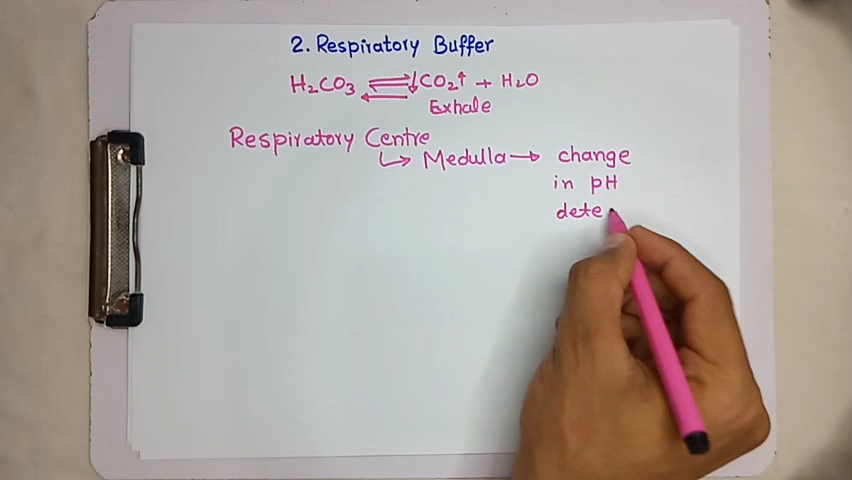 2. Respiratory Buffer
H₂CO₃ ⇌ ↓CO₂↑ + H₂O
← Exhale
Respiratory Centre
↳ Medulla → change
in pH
dete